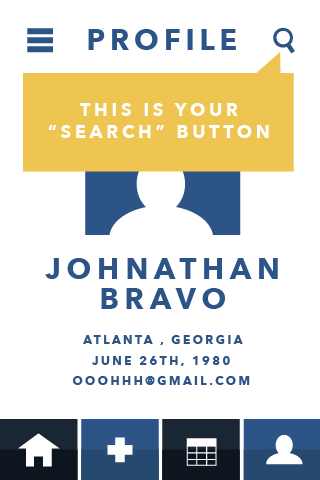 PROFILE
THIS IS YOUR
“SEARCH“ BUTTON
JOHNATHAN
BRAVO
ATLANTA , GEORGIA
JUNE 26TH, 1980
OOOHHH@GMAIL.COM